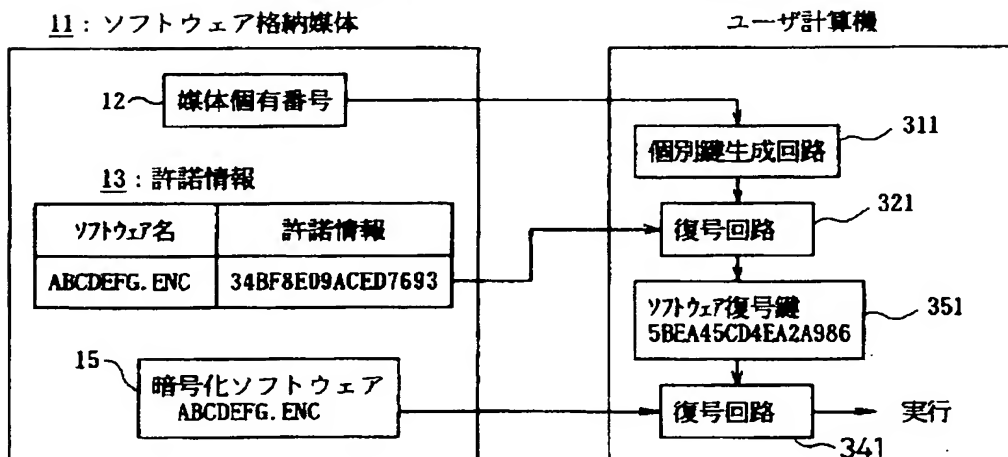 11：ソフトウェア格納媒体
ユーザ計算機
12
媒体個有番号
311
個別鍵生成回路
13：許諾情報
ソフトウェア名
許諾情報
321
復号回路
ABCDEFG.ENC
34BF8E09ACED7693
ソフトウェア復号鍵
5BEA45CD4EA2A986
351
15
暗号化ソフトウェア
ABCDEFG.ENC
復号回路
実行
341